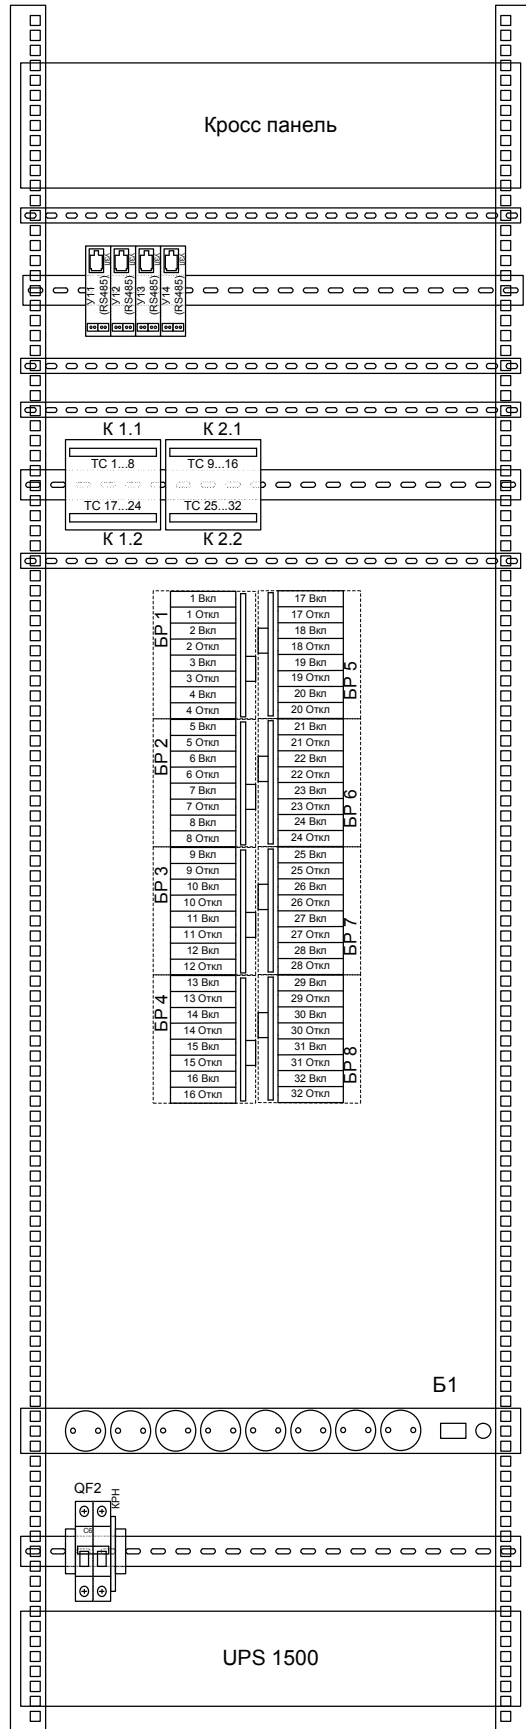 Кросс панель
У11
(RS485)
У12
(RS485)
У13
(RS485)
У14
(RS485)
К 1.1
К 2.1
ТС 1...8
ТС 9...16
ТС 17...24
ТС 25...32
К 1.2
К 2.2
БР 1
1 Вкл
1 Откл
2 Вкл
2 Откл
3 Вкл
3 Откл
4 Вкл
4 Откл
БР 2
5 Вкл
5 Откл
6 Вкл
6 Откл
7 Вкл
7 Откл
8 Вкл
8 Откл
БР 3
9 Вкл
9 Откл
10 Вкл
10 Откл
11 Вкл
11 Откл
12 Вкл
12 Откл
БР 4
13 Вкл
13 Откл
14 Вкл
14 Откл
15 Вкл
15 Откл
16 Вкл
16 Откл
17 Вкл
17 Откл
18 Вкл
18 Откл
19 Вкл
19 Откл
20 Вкл
20 Откл
БР 5
21 Вкл
21 Откл
22 Вкл
22 Откл
23 Вкл
23 Откл
24 Вкл
24 Откл
БР 6
25 Вкл
25 Откл
26 Вкл
26 Откл
27 Вкл
27 Откл
28 Вкл
28 Откл
БР 7
29 Вкл
29 Откл
30 Вкл
30 Откл
31 Вкл
31 Откл
32 Вкл
32 Откл
БР 8
Б1
QF2
КРН
C6
UPS 1500